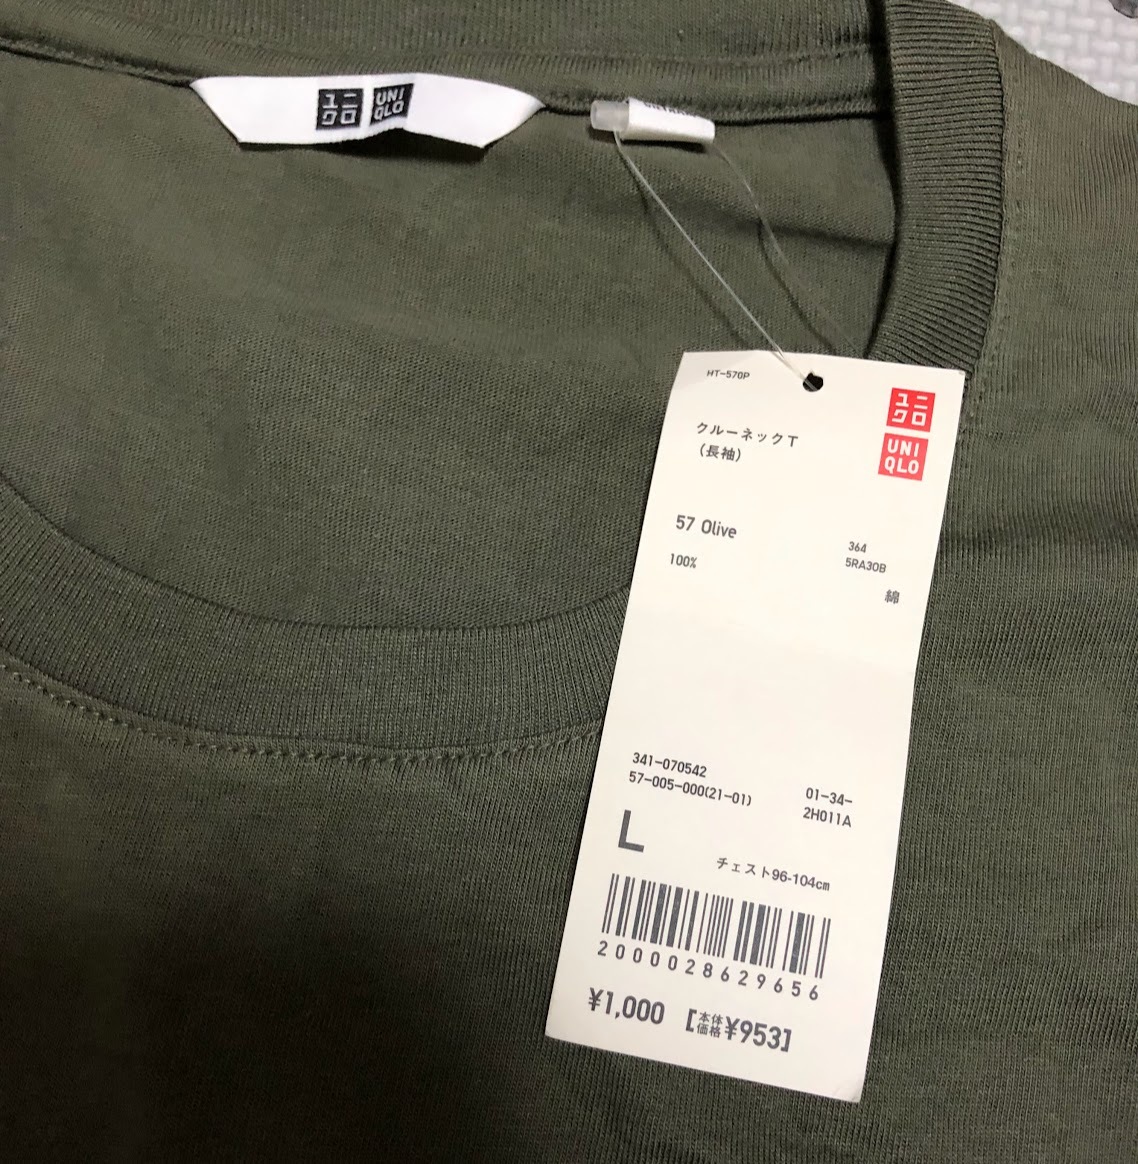 ユニ
クロ
UNI
QLO
HT-570P
ユニ
クロ
UNI
QLO
クルーネックT
(長袖)
57 Olive
364
100%
5RA30B
綿
341-070542
57-005-000(21-01)
01-34-
2H011A
L
チェスト96-104cm
2000028629656
¥1,000 [本体価格¥953]